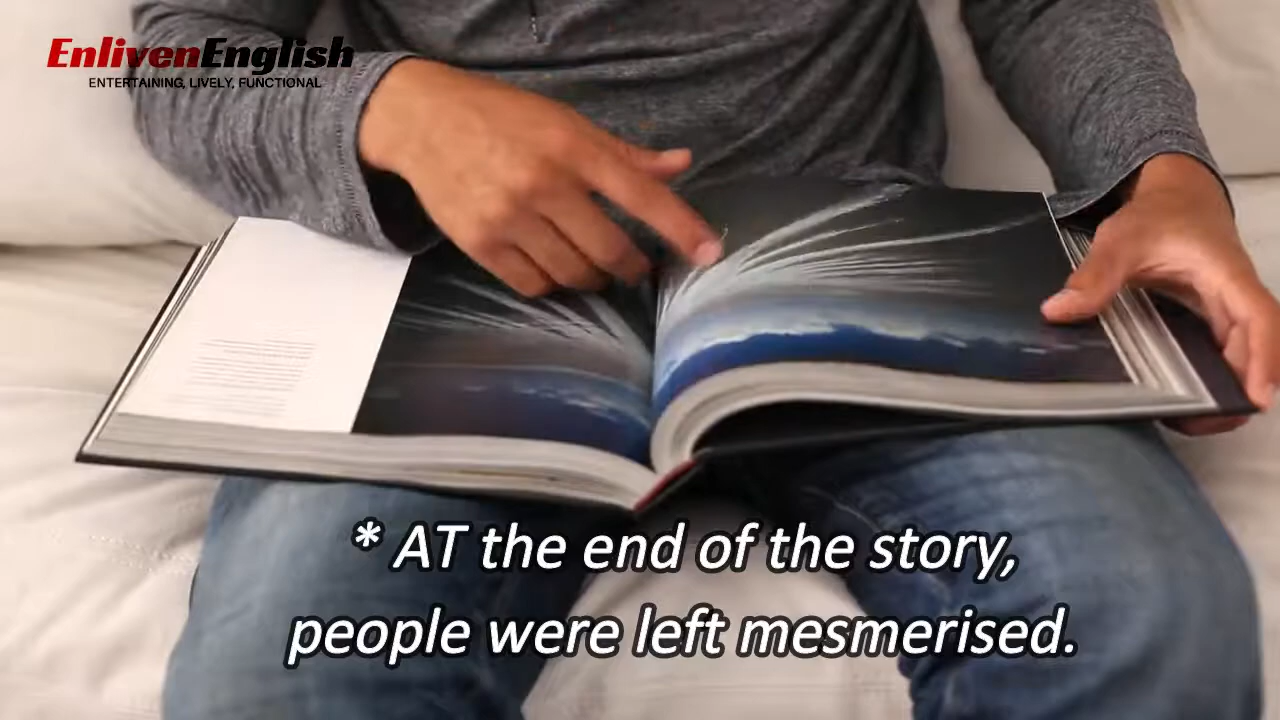 EnlivenEnglish
ENTERTAINING, LIVELY, FUNCTIONAL
* AT the end of the story,
people were left mesmerised.